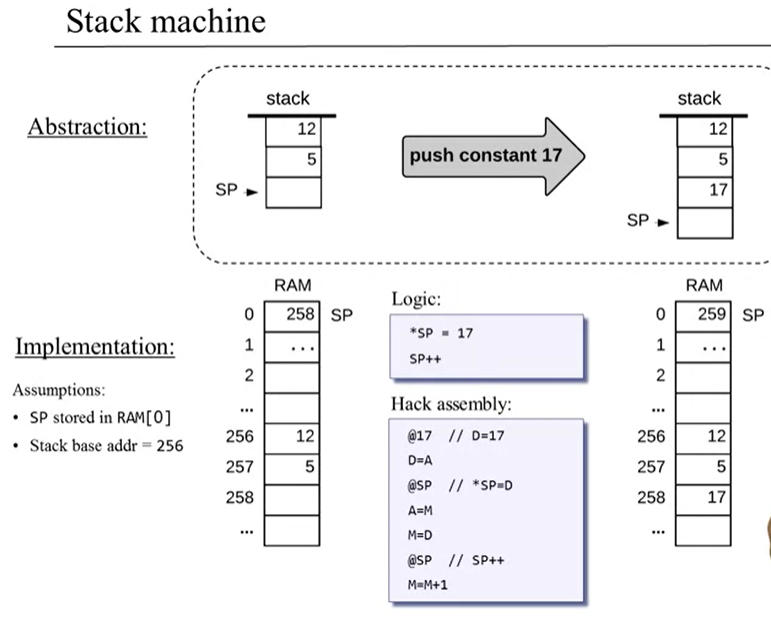 Stack machine
Abstraction:
stack
12
5
SP
push constant 17
stack
12
5
17
SP
Implementation:
Assumptions:
• SP stored in RAM[0]
• Stack base addr = 256
RAM
0 258 SP
1 ...
2
...
256 12
257 5
258
...
Logic:
*SP = 17
SP++
Hack assembly:
@17 // D=17
D=A
@SP // *SP=D
A=M
M=D
@SP // SP++
M=M+1
RAM
0 259 SP
1 ...
2
...
256 12
257 5
258 17
...